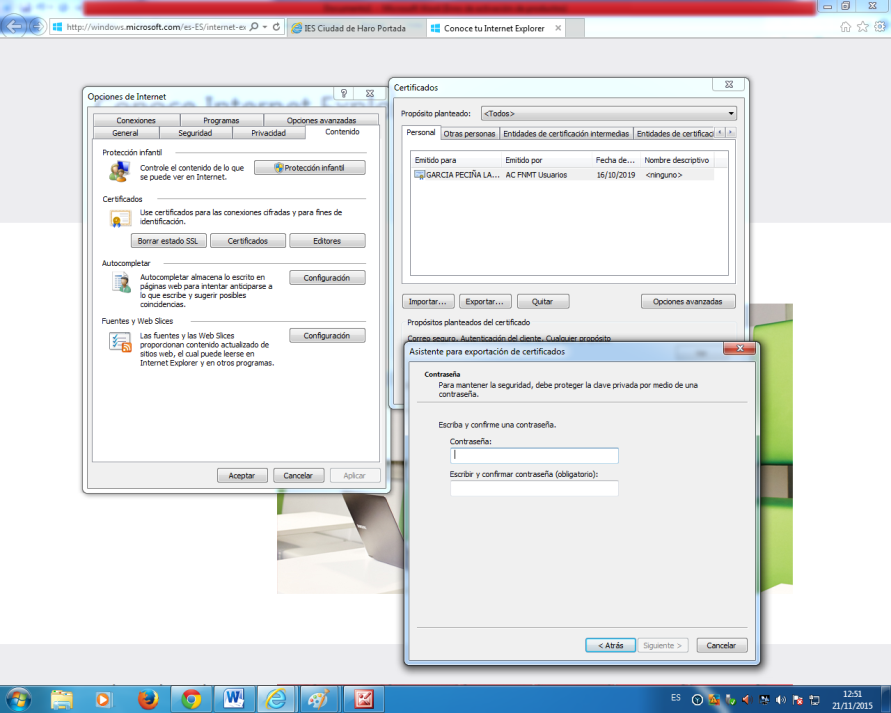 http://windows.microsoft.com/es-ES/internet-ex
IES Ciudad de Haro Portada
Conoce tu Internet Explorer
Opciones de Internet
Conexiones
Programas
Opciones avanzadas
General
Seguridad
Privacidad
Contenido
Protección infantil
Controle el contenido de lo que
se puede ver en Internet.
Protección infantil
Certificados
Use certificados para las conexiones cifradas y para fines de
identificación.
Borrar estado SSL
Certificados
Editores
Autocompletar
Autocompletar almacena lo escrito en
páginas web para intentar anticiparse a
lo que escribe y sugerir posibles
coincidencias.
Configuración
Fuentes y Web Slices
Las fuentes y las Web Slices
proporcionan contenido actualizado de
sitios web, el cual puede leerse en
Internet Explorer y en otros programas.
Configuración
Aceptar
Cancelar
Aplicar
Certificados
Propósito planteado:
<Todos>
Personal
Otras personas
Entidades de certificación intermedias
Entidades de certificaci
Emitido para
Emitido por
Fecha de...
Nombre descriptivo
GARCIA PECIÑA LA...
AC FNMT Usuarios
16/10/2019
<ninguno>
Importar...
Exportar...
Quitar
Opciones avanzadas
Propósitos planteados del certificado
Correo seguro, Autenticación del cliente, Cualquier propósito
Asistente para exportación de certificados
Contraseña
Para mantener la seguridad, debe proteger la clave privada por medio de una
contraseña.
Escriba y confirme una contraseña.
Contraseña:
Escribir y confirmar contraseña (obligatorio):
< Atrás
Siguiente >
Cancelar
ES
12:51
21/11/2015